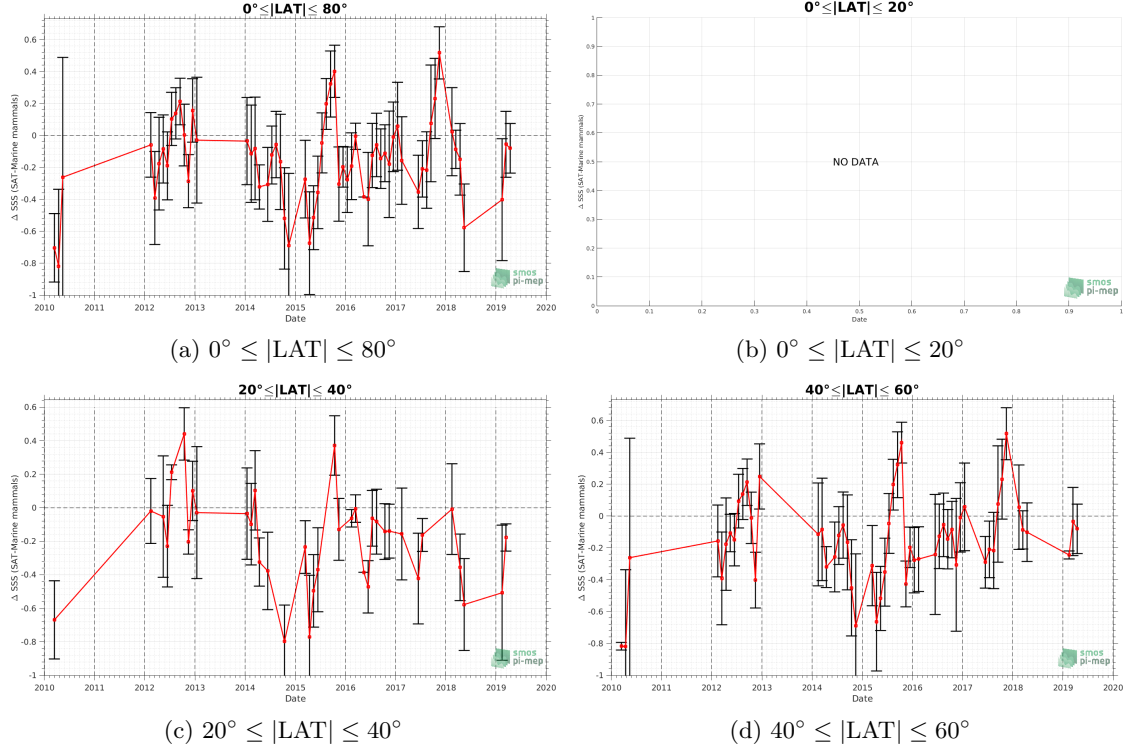 0°≤|LAT|≤ 80°
Δ SSS (SAT-Marine mammals)
0.6
0.4
0.2
0
-0.2
-0.4
-0.6
-0.8
-1
2010 2011 2012 2013 2014 2015 2016 2017 2018 2019 2020
Date
smos
pi-mep
(a) 0° ≤ |LAT| ≤ 80°
0°≤|LAT|≤ 20°
Δ SSS (SAT-Marine mammals)
1
0.9
0.8
0.7
0.6
0.5
0.4
0.3
0.2
0.1
0
NO DATA
0 0.1 0.2 0.3 0.4 0.5 0.6 0.7 0.8 0.9 1
Date
smos
pi-mep
(b) 0° ≤ |LAT| ≤ 20°
20°≤|LAT|≤ 40°
Δ SSS (SAT-Marine mammals)
0.6
0.4
0.2
0
-0.2
-0.4
-0.6
-0.8
-1
2010 2011 2012 2013 2014 2015 2016 2017 2018 2019 2020
Date
smos
pi-mep
(c) 20° ≤ |LAT| ≤ 40°
40°≤|LAT|≤ 60°
Δ SSS (SAT-Marine mammals)
0.6
0.4
0.2
0
-0.2
-0.4
-0.6
-0.8
-1
2010 2011 2012 2013 2014 2015 2016 2017 2018 2019 2020
Date
smos
pi-mep
(d) 40° ≤ |LAT| ≤ 60°